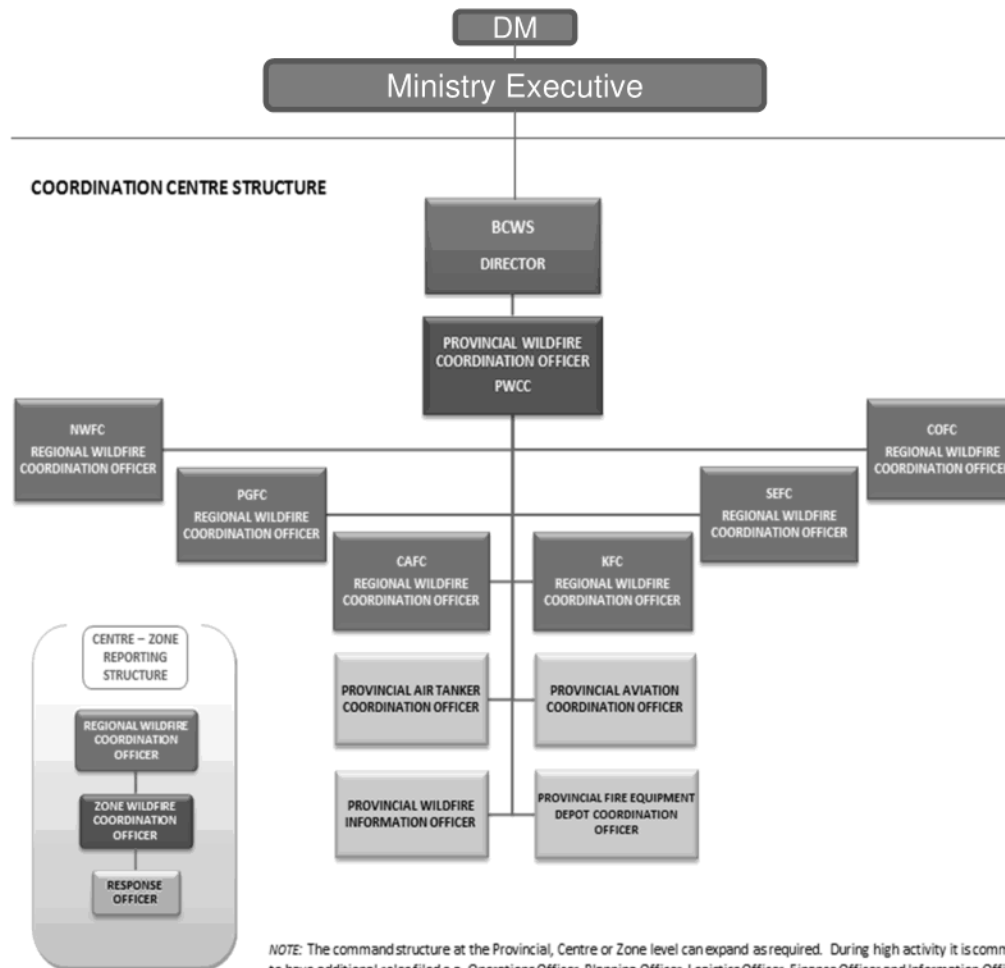 DM
Ministry Executive
COORDINATION CENTRE STRUCTURE
BCWS
DIRECTOR
PROVINCIAL WILDFIRE
COORDINATION OFFICER
PWCC
NWFC
REGIONAL WILDFIRE
COORDINATION OFFICER
COFC
REGIONAL WILDFIRE
COORDINATION OFFICER
PGFC
REGIONAL WILDFIRE
COORDINATION OFFICER
SEFC
REGIONAL WILDFIRE
COORDINATION OFFICER
CAFC
REGIONAL WILDFIRE
COORDINATION OFFICER
KFC
REGIONAL WILDFIRE
COORDINATION OFFICER
PROVINCIAL AIR TANKER
COORDINATION OFFICER
PROVINCIAL AVIATION
COORDINATION OFFICER
PROVINCIAL WILDFIRE
INFORMATION OFFICER
PROVINCIAL FIRE EQUIPMENT
DEPOT COORDINATION
OFFICER
CENTRE – ZONE
REPORTING
STRUCTURE
REGIONAL WILDFIRE
COORDINATION
OFFICER
ZONE WILDFIRE
COORDINATION
OFFICER
RESPONSE
OFFICER
NOTE: The command structure at the Provincial, Centre or Zone level can expand as required. During high activity it is comm